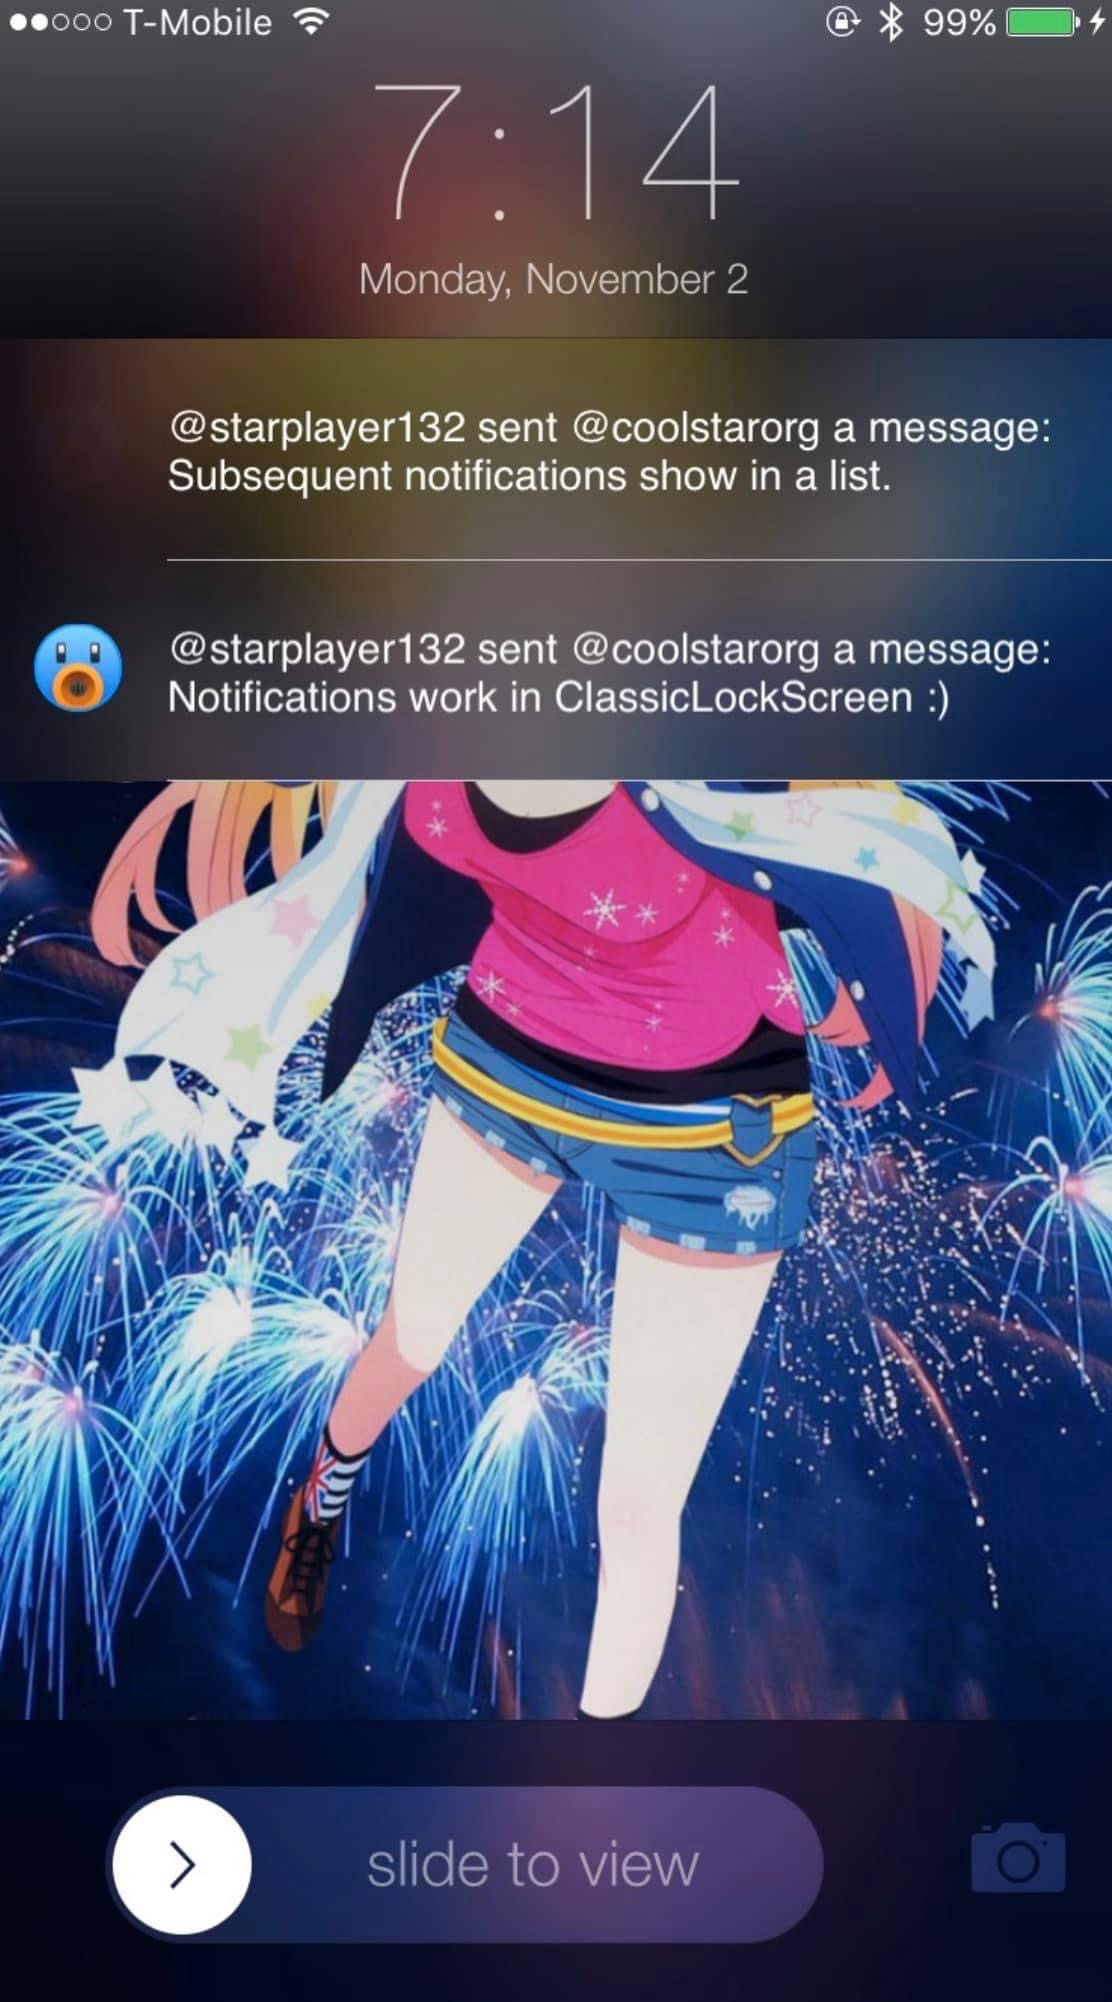 T-Mobile 99%
7:14
Monday, November 2
@starplayer132 sent @coolstarorg a message:
Subsequent notifications show in a list.
@starplayer132 sent @coolstarorg a message:
Notifications work in ClassicLockScreen :)
slide to view